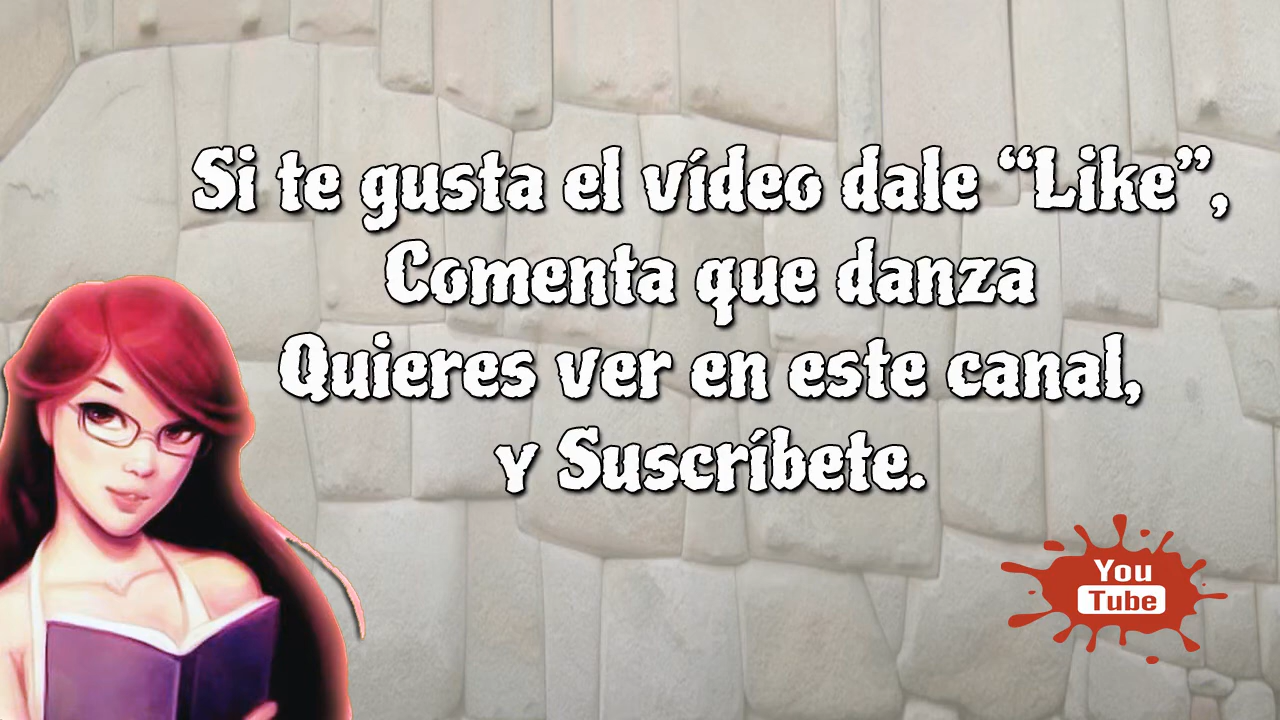 Si te gusta el vídeo dale “Like”,
Comenta que danza
Quieres ver en este canal,
y Suscríbete.
You
Tube